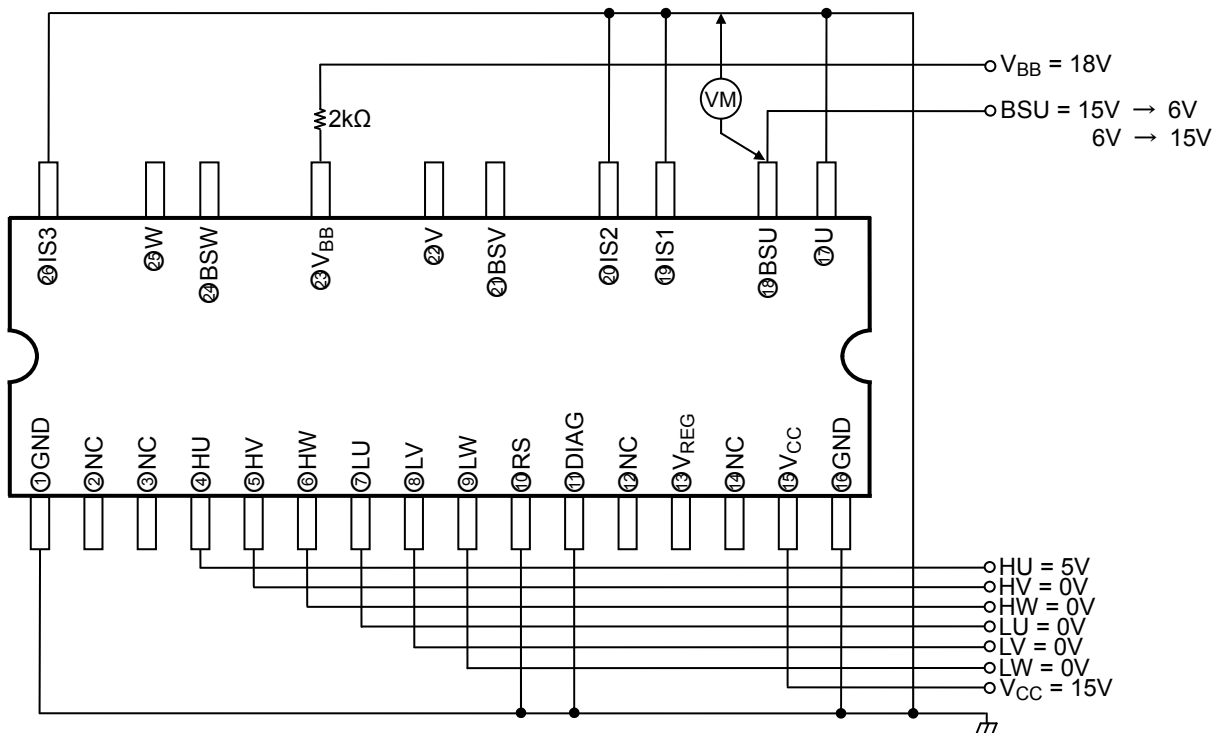 V_BB = 18V
VM
BSU = 15V → 6V
6V → 15V
2kΩ
㉖IS3
㉕W
㉔BSW
㉓V_BB
㉒V
㉑BSV
⑳IS2
⑲IS1
⑱BSU
⑰U
①GND
②NC
③NC
④HU
⑤HV
⑥HW
⑦LU
⑧LV
⑨LW
⑩RS
⑪DIAG
⑫NC
⑬V_REG
⑭NC
⑮V_CC
⑯GND
HU = 5V
HV = 0V
HW = 0V
LU = 0V
LV = 0V
LW = 0V
V_CC = 15V